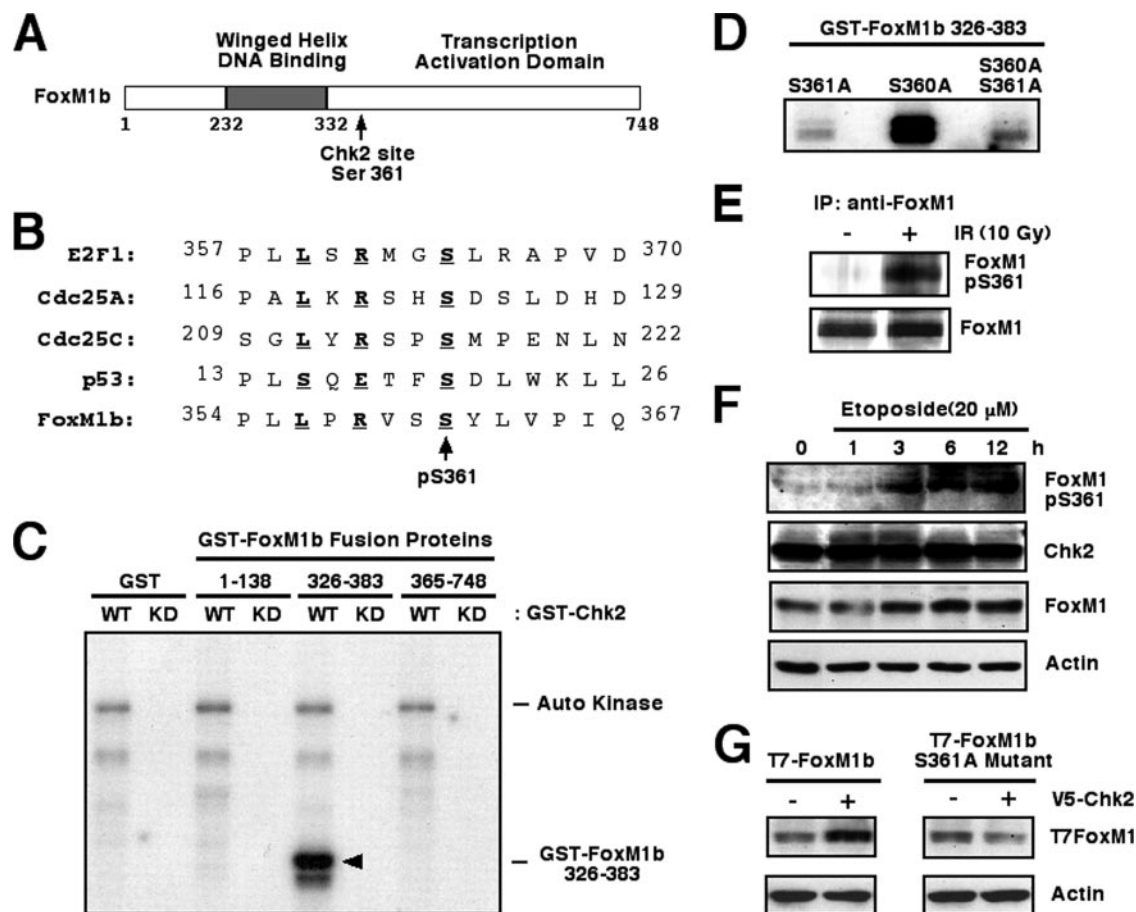 A
Winged Helix
DNA Binding
Transcription
Activation Domain
FoxM1b
1 232 332 748
Chk2 site
Ser 361
B
E2F1: 357 P L L S R M G S L R A P V D 370
Cdc25A: 116 P A L K R S H S D S L D H D 129
Cdc25C: 209 S G L Y R S P S M P E N L N 222
p53: 13 P L S Q E T F S D L W K L L 26
FoxM1b: 354 P L L P R V S S Y L V P I Q 367
pS361
C
GST-FoxM1b Fusion Proteins
GST 1-138 326-383 365-748
WT KD WT KD WT KD WT KD : GST-Chk2
Auto Kinase
GST-FoxM1b
326-383
D
GST-FoxM1b 326-383
S361A S360A S360A
S361A
E
IP: anti-FoxM1
- + IR (10 Gy)
FoxM1
pS361
FoxM1
F
Etoposide(20 µM)
0 1 3 6 12 h
FoxM1
pS361
Chk2
FoxM1
Actin
G
T7-FoxM1b
T7-FoxM1b
S361A Mutant
- + - + V5-Chk2
T7FoxM1
Actin